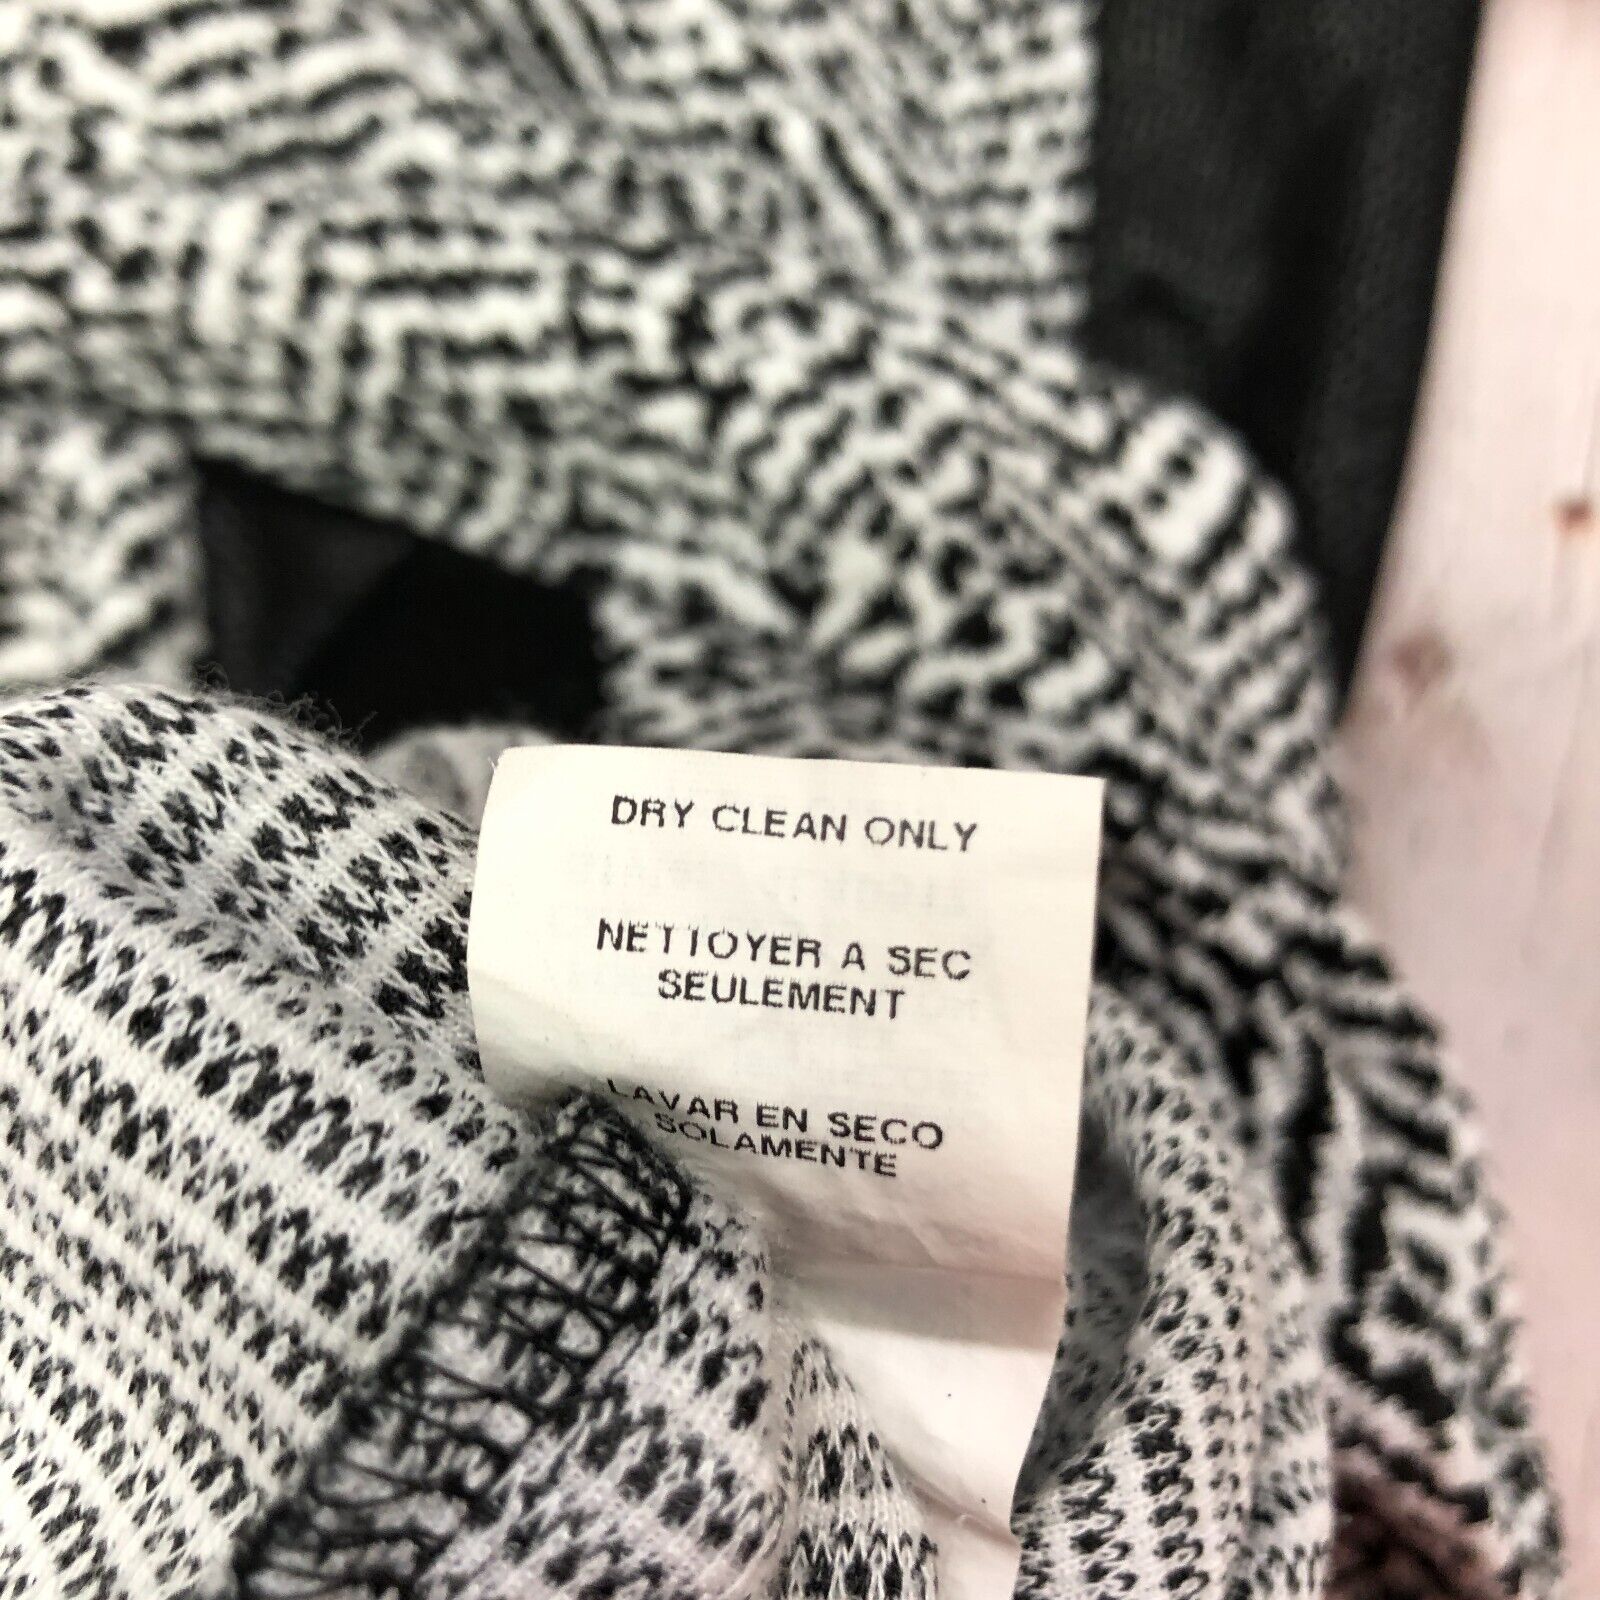 DRY CLEAN ONLY
NETTOYER A SEC
SEULEMENT
LAVAR EN SECO
SOLAMENTE